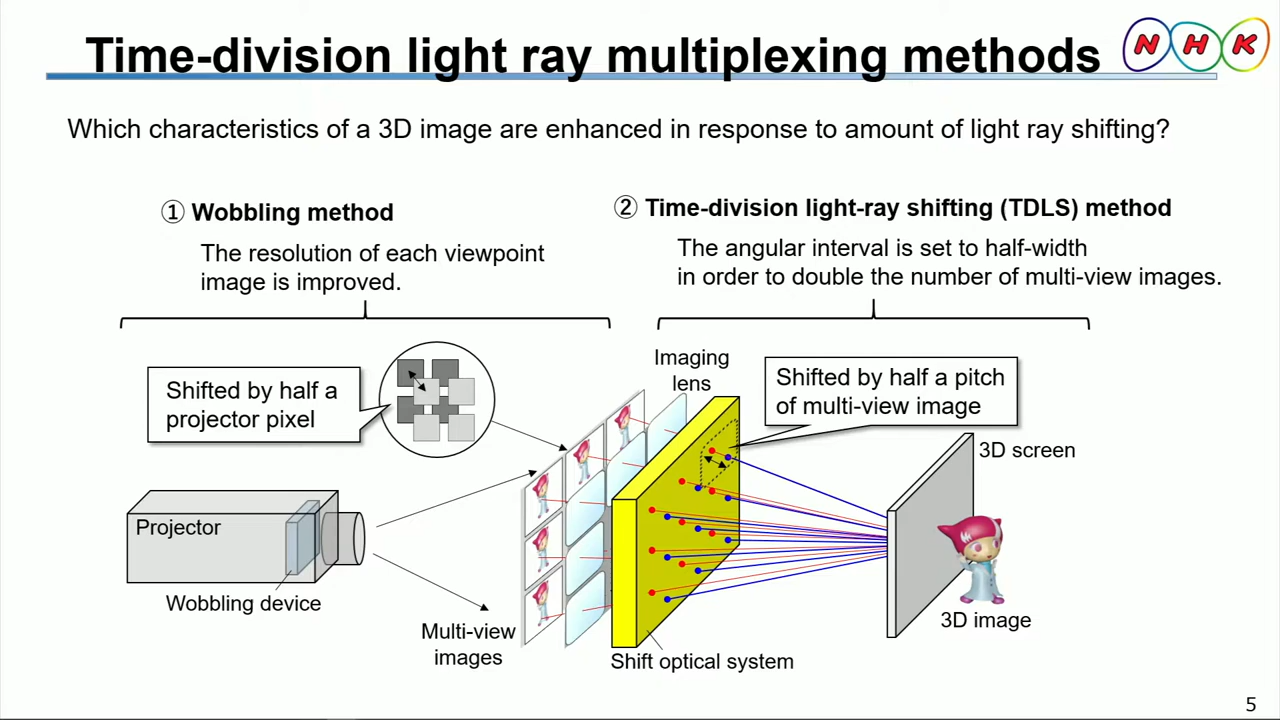 Time-division light ray multiplexing methods
NHK
Which characteristics of a 3D image are enhanced in response to amount of light ray shifting?
① Wobbling method
The resolution of each viewpoint
image is improved.
② Time-division light-ray shifting (TDLS) method
The angular interval is set to half-width
in order to double the number of multi-view images.
Shifted by half a
projector pixel
Imaging
lens
Shifted by half a pitch
of multi-view image
3D screen
Projector
Wobbling device
Multi-view
images
Shift optical system
3D image
5